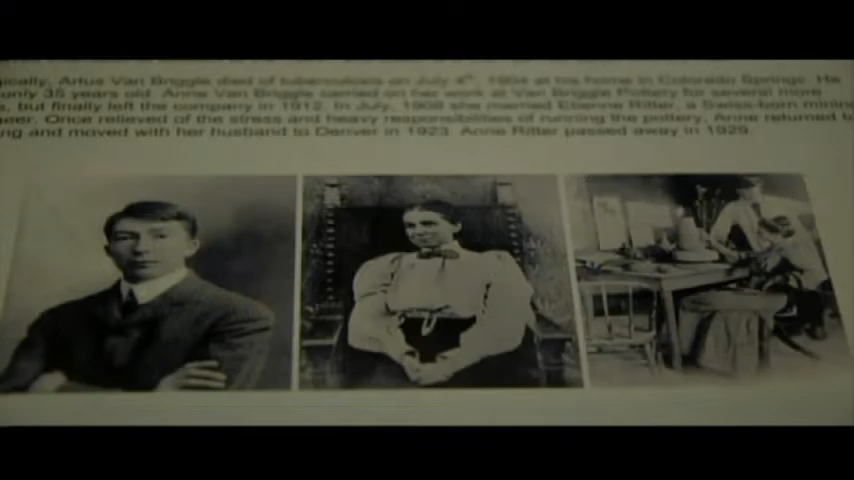 ically, Artus Van Briggle died of tuberculosis on July 4th, 1904 at his home in Colorado Springs. He
only 35 years old. Anne Van Briggle carried on her work at Van Briggle Pottery for several more
s, but finally left the company in 1912. In July, 1908 she married Etienne Ritter, a Swiss-born mining
neer. Once relieved of the stress and heavy responsibilities of running the pottery, Anne returned to
ng and moved with her husband to Denver in 1923. Anne Ritter passed away in 1929.